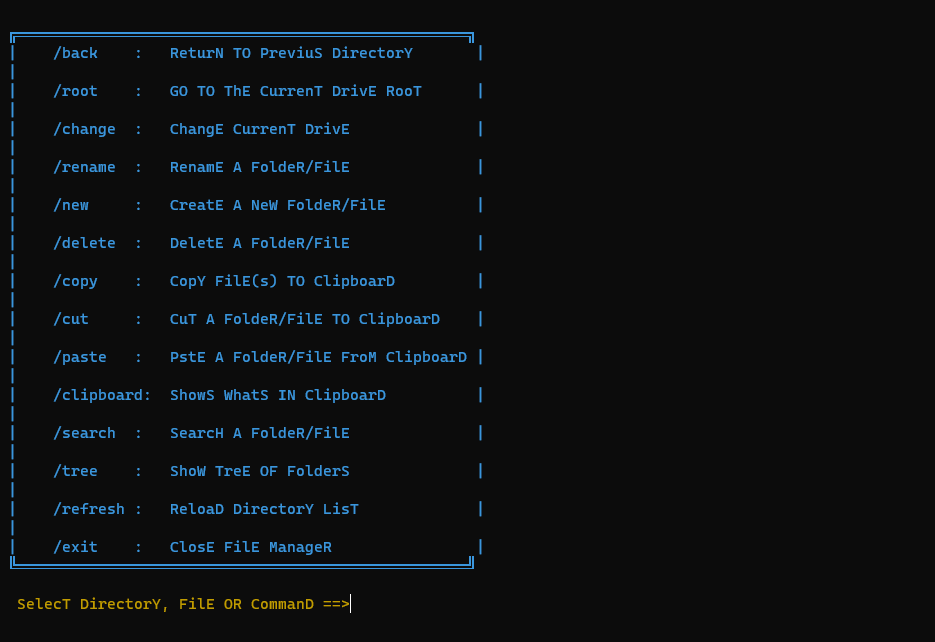 /back : ReturN TO PreviuS DirectorY
/root : GO TO ThE CurrenT DrivE RooT
/change : ChangE CurrenT DrivE
/rename : RenamE A FoldeR/FilE
/new : CreatE A NeW FoldeR/FilE
/delete : DeletE A FoldeR/FilE
/copy : CopY FilE(s) TO ClipboarD
/cut : CuT A FoldeR/FilE TO ClipboarD
/paste : PstE A FoldeR/FilE FroM ClipboarD
/clipboard: ShowS WhatS IN ClipboarD
/search : SearcH A FoldeR/FilE
/tree : ShoW TreE OF FolderS
/refresh : ReloaD DirectorY LisT
/exit : ClosE FilE ManageR
SelecT DirectorY, FilE OR CommanD ==>